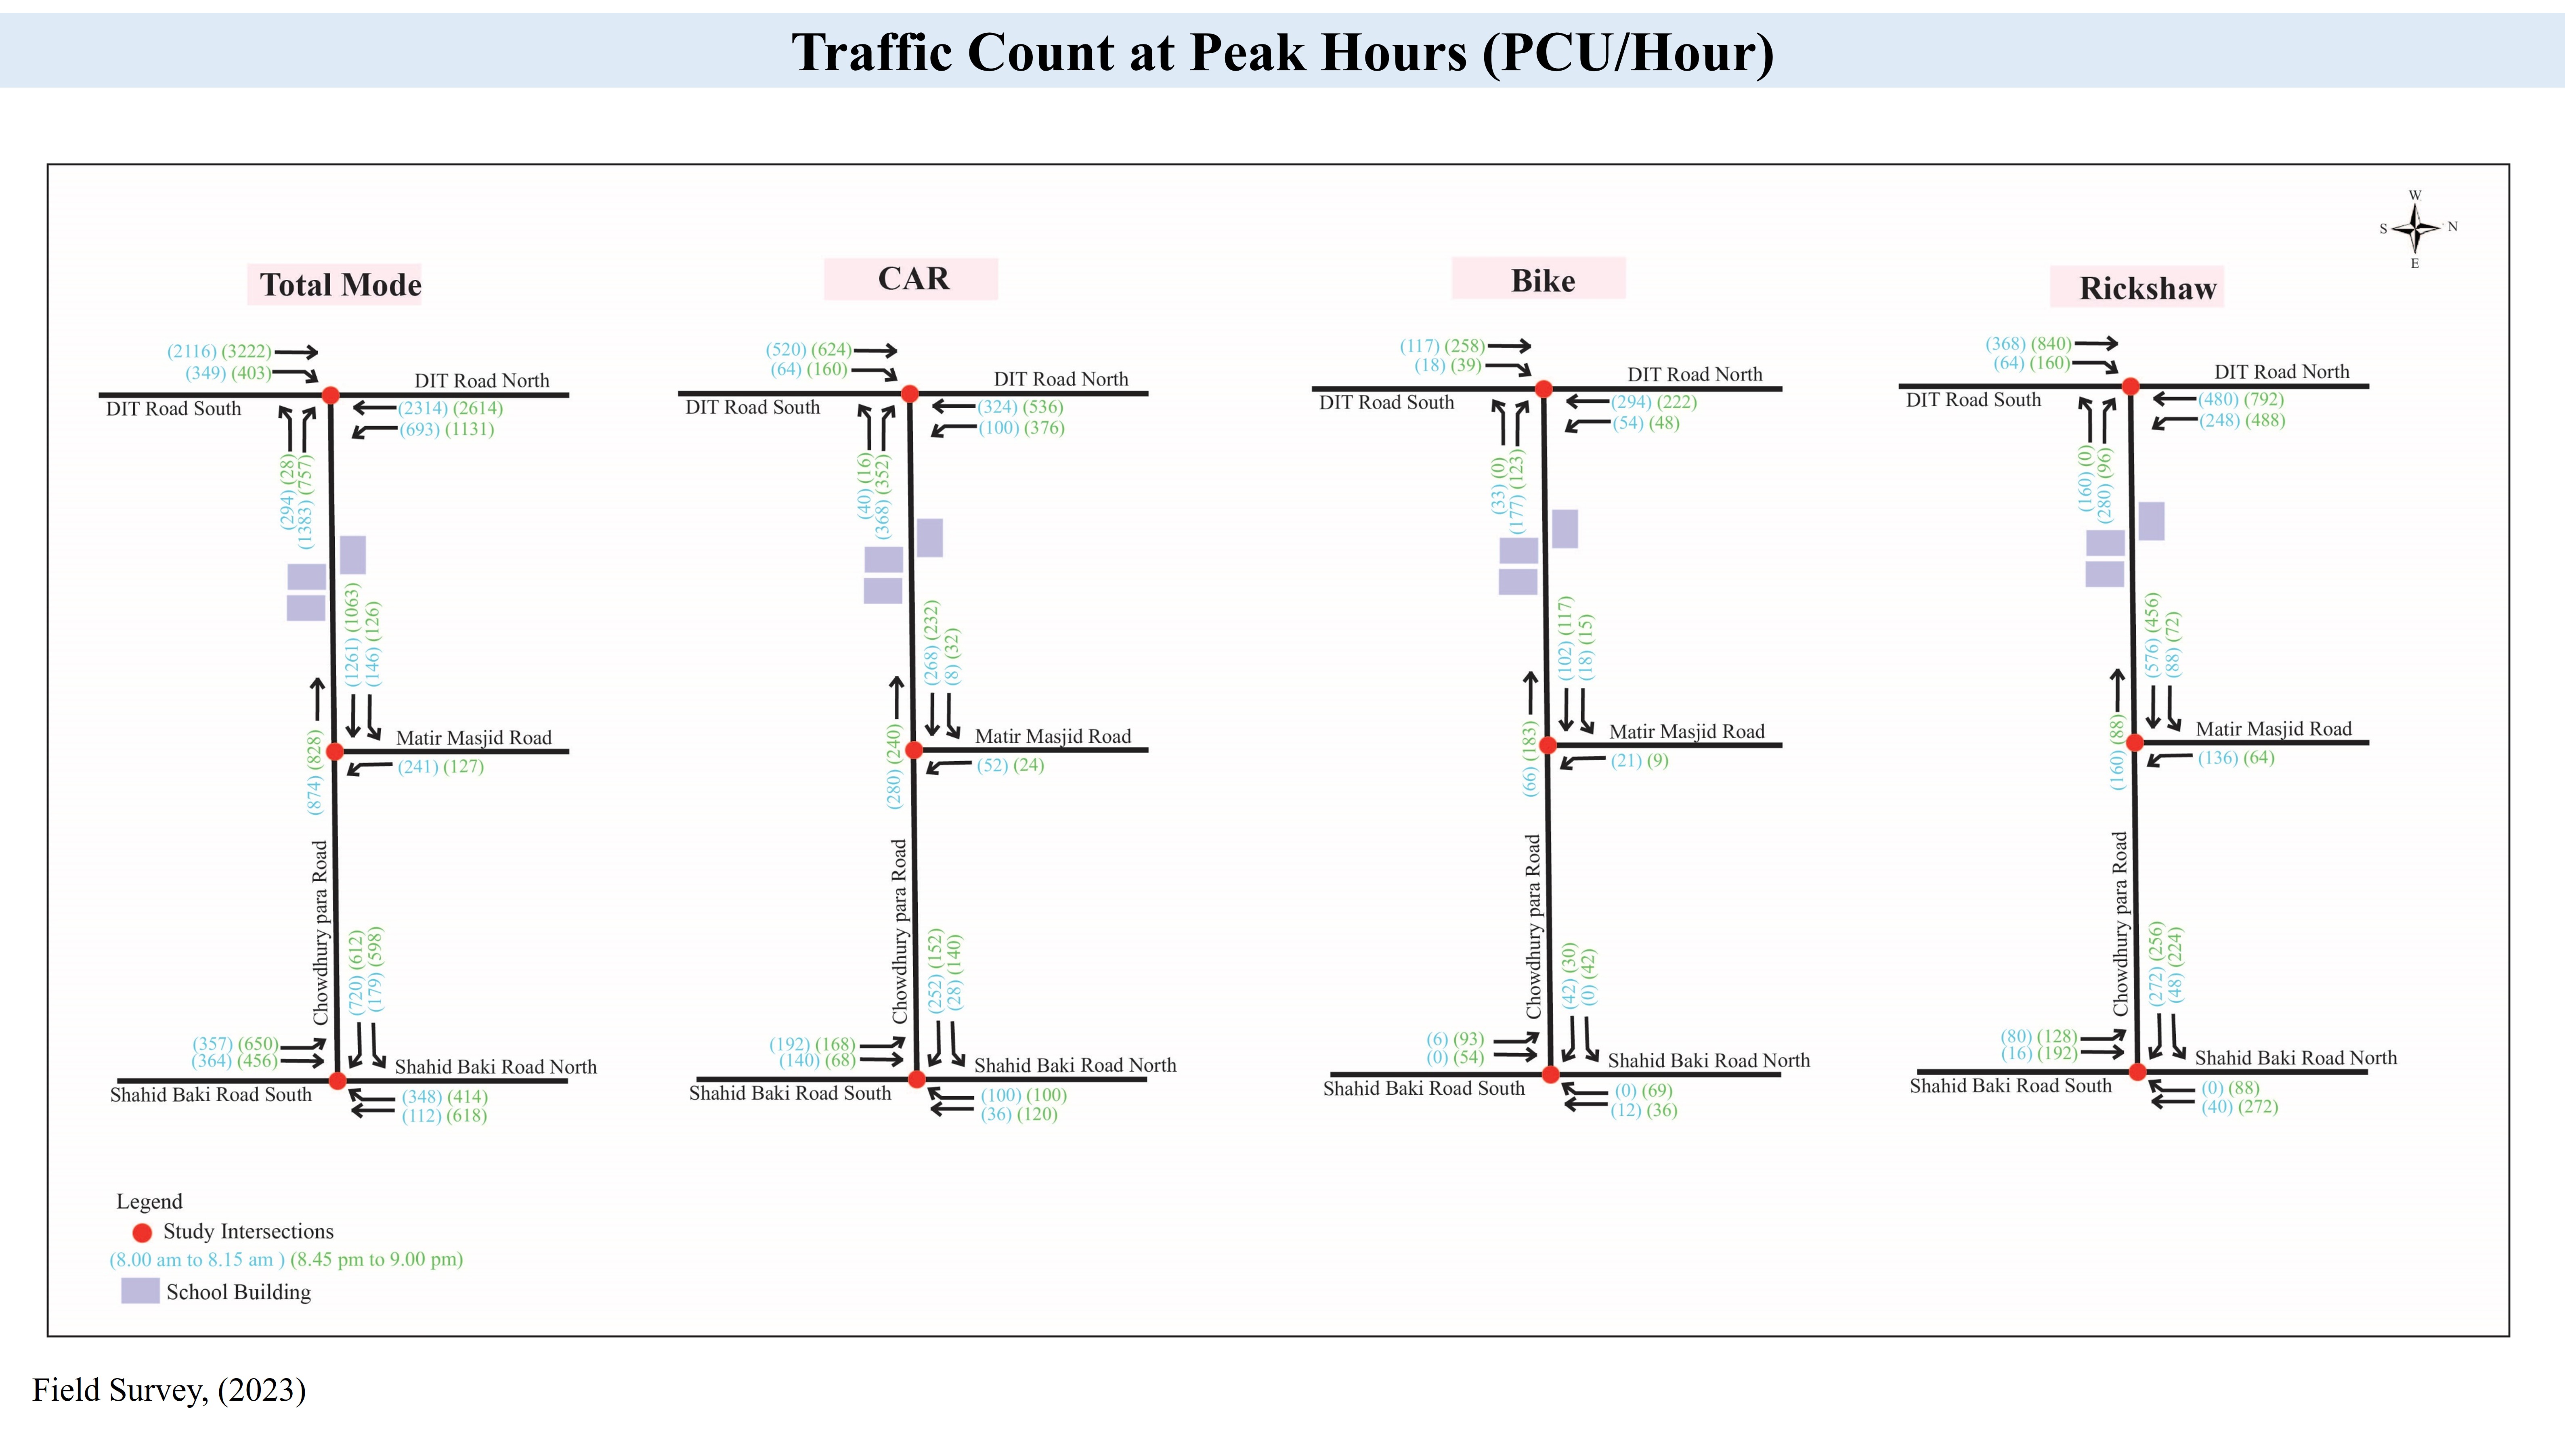 Traffic Count at Peak Hours (PCU/Hour)
W
S N
E
Total Mode
(2116) (3222)
(349) (403)
DIT Road North
DIT Road South
(2314) (2614)
(693) (1131)
(294) (28)
(1383) (757)
(1261) (1063)
(146) (126)
(874) (828)
Matir Masjid Road
(241) (127)
Chowdhury para Road
(720) (612)
(179) (598)
(357) (650)
(364) (456)
Shahid Baki Road North
Shahid Baki Road South
(348) (414)
(112) (618)
CAR
(520) (624)
(64) (160)
DIT Road North
DIT Road South
(324) (536)
(100) (376)
(40) (16)
(368) (352)
(268) (232)
(8) (32)
(280) (240)
Matir Masjid Road
(52) (24)
Chowdhury para Road
(252) (152)
(28) (140)
(192) (168)
(140) (68)
Shahid Baki Road North
Shahid Baki Road South
(100) (100)
(36) (120)
Bike
(117) (258)
(18) (39)
DIT Road North
DIT Road South
(294) (222)
(54) (48)
(33) (0)
(177) (123)
(102) (117)
(18) (15)
(66) (183)
Matir Masjid Road
(21) (9)
Chowdhury para Road
(42) (30)
(0) (42)
(6) (93)
(0) (54)
Shahid Baki Road North
Shahid Baki Road South
(0) (69)
(12) (36)
Rickshaw
(368) (840)
(64) (160)
DIT Road North
DIT Road South
(480) (792)
(248) (488)
(160) (0)
(280) (96)
(576) (456)
(88) (72)
(160) (88)
Matir Masjid Road
(136) (64)
Chowdhury para Road
(272) (256)
(48) (224)
(80) (128)
(16) (192)
Shahid Baki Road North
Shahid Baki Road South
(0) (88)
(40) (272)
Legend
Study Intersections
(8.00 am to 8.15 am ) (8.45 pm to 9.00 pm)
School Building
Field Survey, (2023)